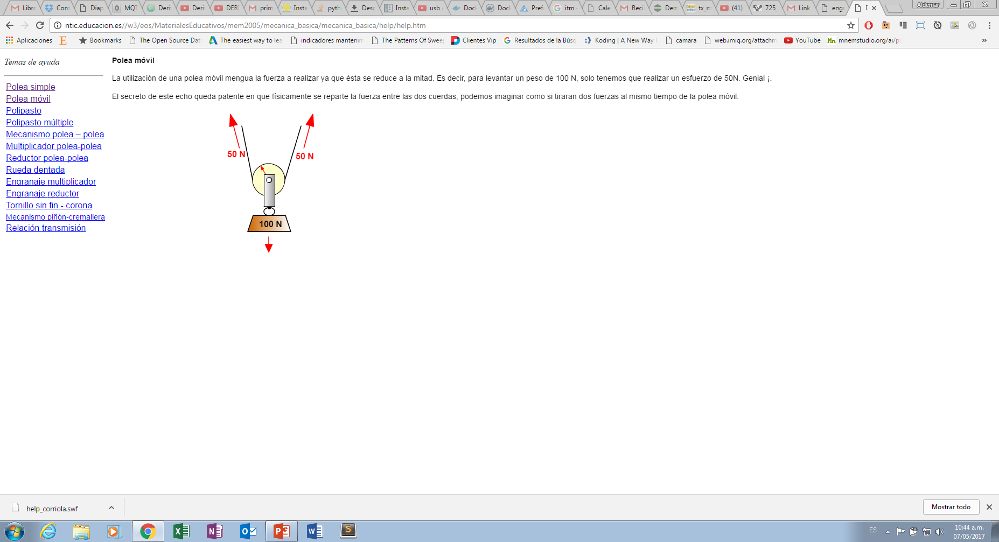 Libro
Cont
Diap
MQT
Deri
Deri
DERI
prim
Insta
pyth
Desc
Insta
usb
Dock
Dock
Pref
itm
Cale
Reci
Dem
tx_m
(41)
725_
Link
engr
Aldemar
ntic.educacion.es//w3/eos/MaterialesEducativos/mem2005/mecanica_basica/mecanica_basica/help/help.htm
Aplicaciones
E
Bookmarks
The Open Source Dat
The easiest way to lea
indicadores mantenim
The Patterns Of Sweep
Clientes Vip
Resultados de la Búsq
Koding | A New Way
camara
web.imiq.org/attachm
YouTube
mnemstudio.org/ai/p
»
Temas de ayuda
Polea simple
Polea móvil
Polipasto
Polipasto múltiple
Mecanismo polea – polea
Multiplicador polea-polea
Reductor polea-polea
Rueda dentada
Engranaje multiplicador
Engranaje reductor
Tornillo sin fin - corona
Mecanismo piñón-cremallera
Relación transmisión
Polea móvil
La utilización de una polea móvil mengua la fuerza a realizar ya que ésta se reduce a la mitad. Es decir, para levantar un peso de 100 N, solo tenemos que realizar un esfuerzo de 50N. Genial ¡.
El secreto de este echo queda patente en que físicamente se reparte la fuerza entre las dos cuerdas, podemos imaginar como si tiraran dos fuerzas al mismo tiempo de la polea móvil.
50 N
50 N
100 N
help_corriola.swf
Mostrar todo
ES
10:44 a.m.
07/05/2017